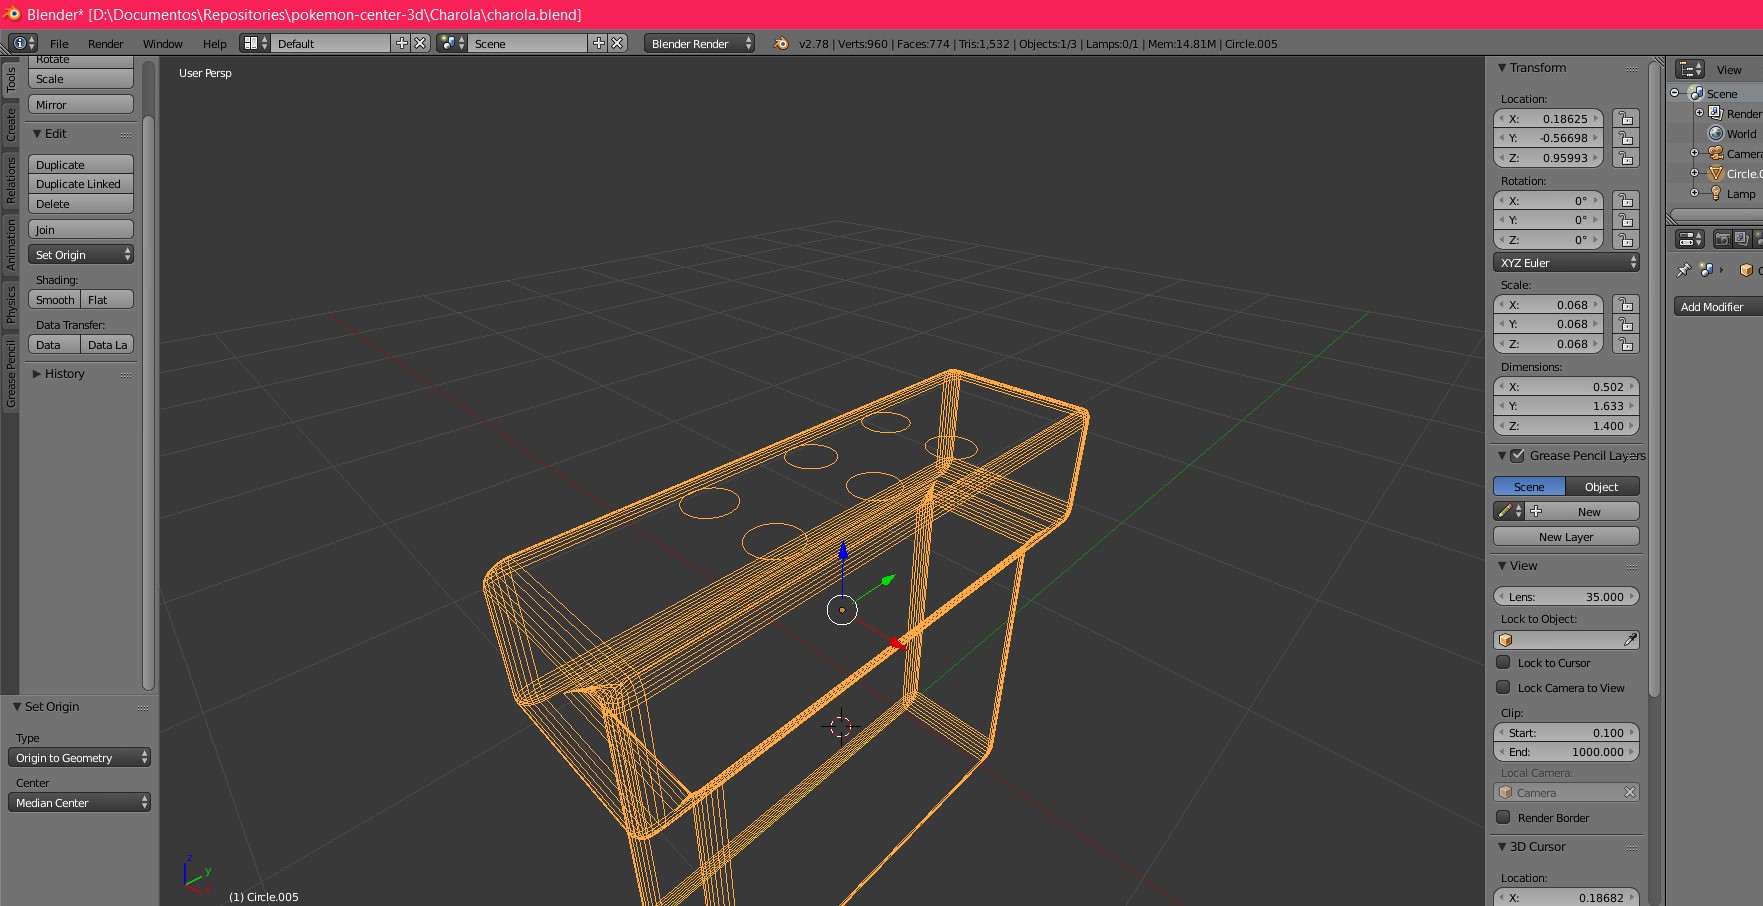 Blender* [D:\Documentos\Repositories\pokemon-center-3d\Charola\charola.blend]
File Render Window Help Default Scene Blender Render v2.78 | Verts:960 | Faces:774 | Tris:1,532 | Objects:1/3 | Lamps:0/1 | Mem:14.81M | Circle.005
Tools
Create
Relations
Animation
Physics
Grease Pencil
Rotate
Scale
Mirror
Edit
Duplicate
Duplicate Linked
Delete
Join
Set Origin
Shading:
Smooth Flat
Data Transfer:
Data Data La
History
Set Origin
Type
Origin to Geometry
Center
Median Center
User Persp
z
y
x
(1) Circle.005
Transform
Location:
X: 0.18625
Y: -0.56698
Z: 0.95993
Rotation:
X: 0°
Y: 0°
Z: 0°
XYZ Euler
Scale:
X: 0.068
Y: 0.068
Z: 0.068
Dimensions:
X: 0.502
Y: 1.633
Z: 1.400
Grease Pencil Layers
Scene Object
New
New Layer
View
Lens: 35.000
Lock to Object:
Lock to Cursor
Lock Camera to View
Clip:
Start: 0.100
End: 1000.000
Local Camera:
Camera
Render Border
3D Cursor
Location:
X: 0.18682
View
Scene
Render
World
Camera
Circle.0
Lamp
Add Modifier